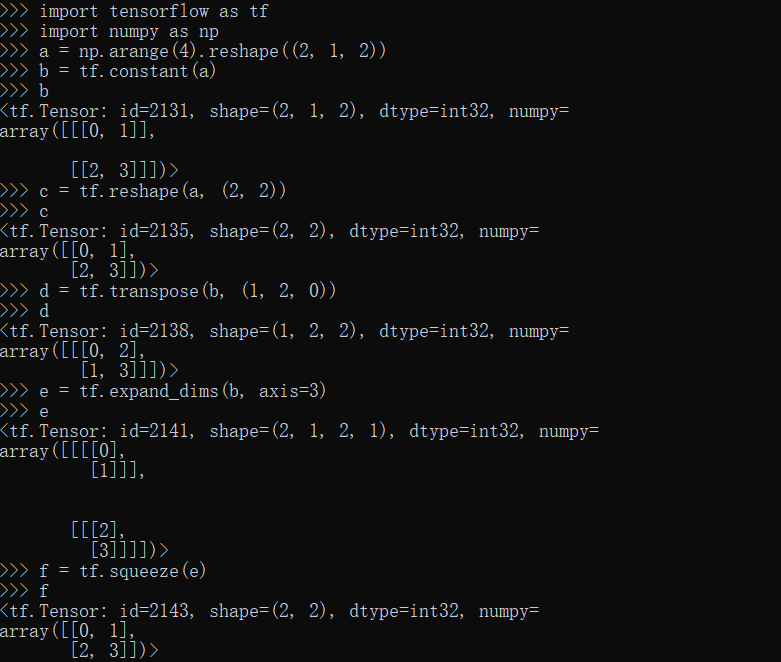 >>> import tensorflow as tf
>>> import numpy as np
>>> a = np.arange(4).reshape((2, 1, 2))
>>> b = tf.constant(a)
>>> b
<tf.Tensor: id=2131, shape=(2, 1, 2), dtype=int32, numpy=
array([[[0, 1]],
       [[2, 3]]])>
>>> c = tf.reshape(a, (2, 2))
>>> c
<tf.Tensor: id=2135, shape=(2, 2), dtype=int32, numpy=
array([[0, 1],
       [2, 3]])>
>>> d = tf.transpose(b, (1, 2, 0))
>>> d
<tf.Tensor: id=2138, shape=(1, 2, 2), dtype=int32, numpy=
array([[[0, 2],
        [1, 3]]])>
>>> e = tf.expand_dims(b, axis=3)
>>> e
<tf.Tensor: id=2141, shape=(2, 1, 2, 1), dtype=int32, numpy=
array([[[[0],
         [1]]],
       [[[2],
         [3]]]])>
>>> f = tf.squeeze(e)
>>> f
<tf.Tensor: id=2143, shape=(2, 2), dtype=int32, numpy=
array([[0, 1],
       [2, 3]])>